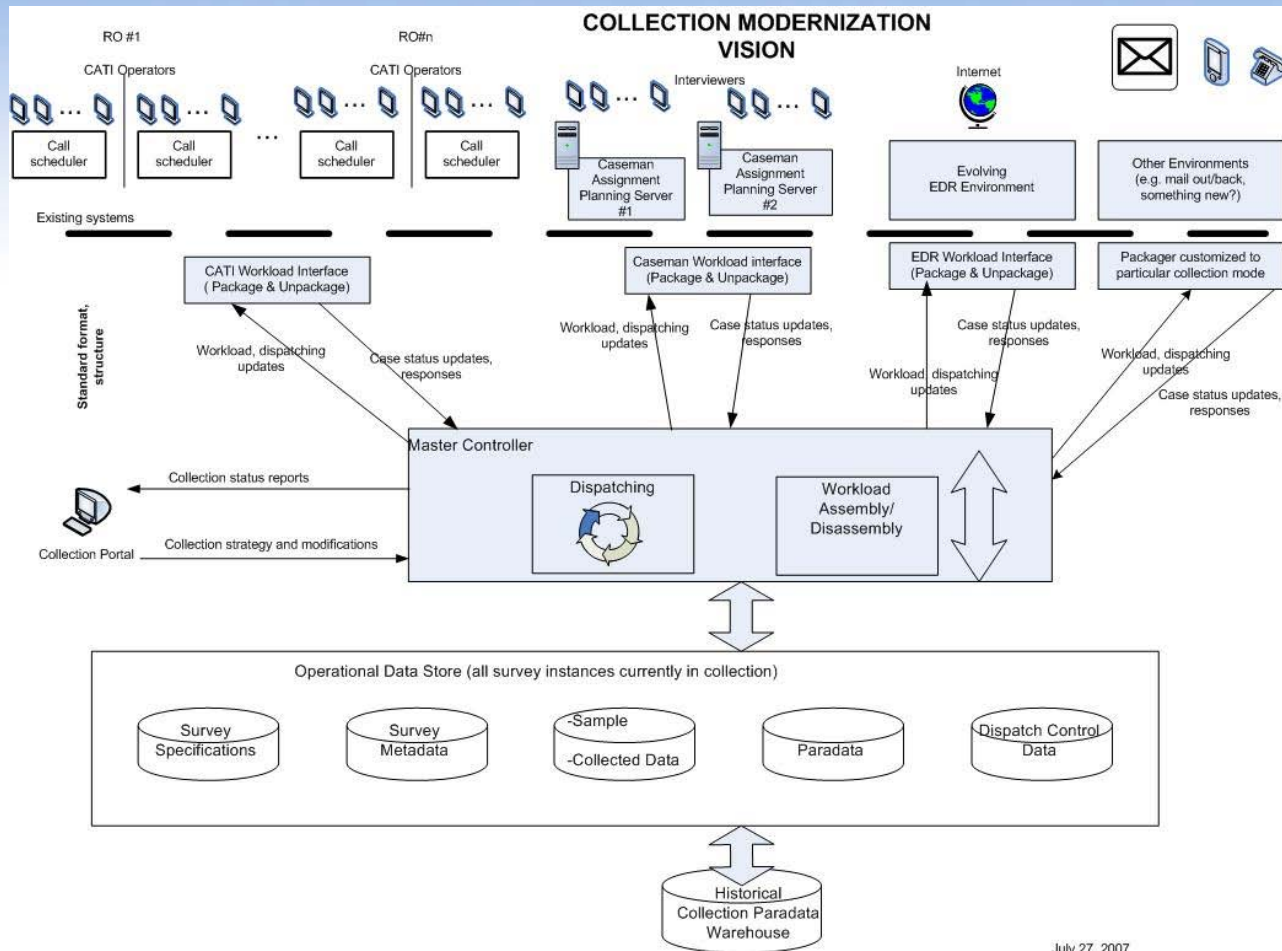 COLLECTION MODERNIZATION
VISION
RO #1
RO#n
CATI Operators
CATI Operators
Interviewers
Internet
...
...
...
...
...
...
...
Call
scheduler
Call
scheduler
Call
scheduler
Call
scheduler
Caseman
Assignment
Planning Server
#1
Caseman
Assignment
Planning Server
#2
Evolving
EDR Environment
Other Environments
(e.g. mail out/back,
something new?)
Existing systems
CATI Workload Interface
( Package & Unpackage)
Caseman Workload interface
(Package & Unpackage)
EDR Workload Interface
(Package & Unpackage)
Packager customized to
particular collection mode
Standard format,
structure
Workload, dispatching
updates
Case status updates,
responses
Workload, dispatching
updates
Case status updates,
responses
Workload, dispatching
updates
Case status updates,
responses
Workload, dispatching
updates
Case status updates,
responses
Master Controller
Dispatching
Workload
Assembly/
Disassembly
Collection status reports
Collection Portal
Collection strategy and modifications
Operational Data Store (all survey instances currently in collection)
Survey
Specifications
Survey
Metadata
-Sample
-Collected Data
Paradata
Dispatch Control
Data
Historical
Collection Paradata
Warehouse
July 27, 2007